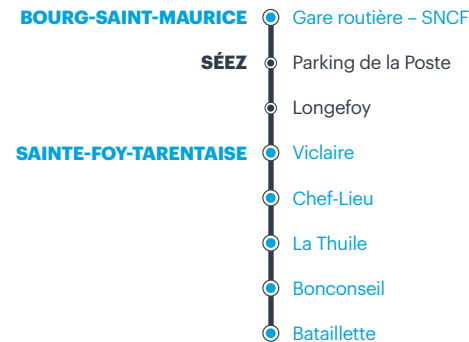 BOURG-SAINT-MAURICE Gare routière – SNCF
SÉEZ Parking de la Poste
Longefoy
SAINTE-FOY-TARENTAISE Viclaire
Chef-Lieu
La Thuile
Bonconseil
Bataillette